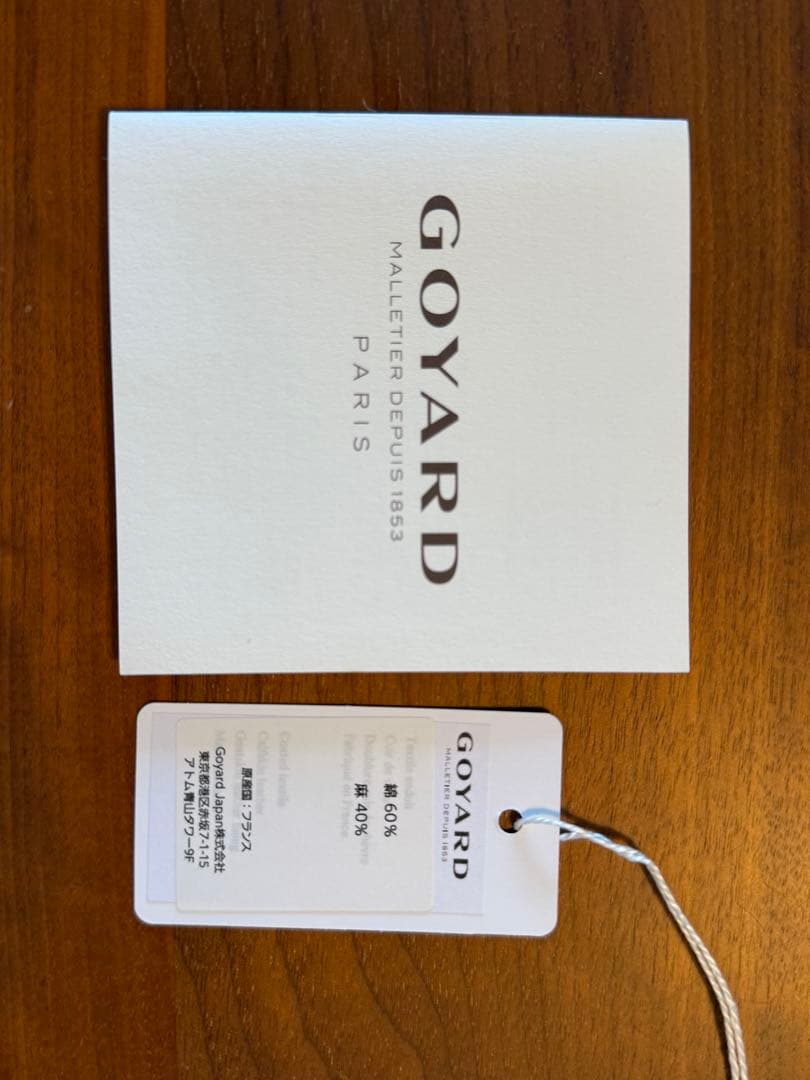 GOYARD
MALLETIER DEPUIS 1853
PARIS
GOYARD
MALLETIER DEPUIS 1853
綿 60%
麻 40%
原産国：フランス
Goyard Japan株式会社
東京都港区赤坂7-1-15
アトム青山タワー9F